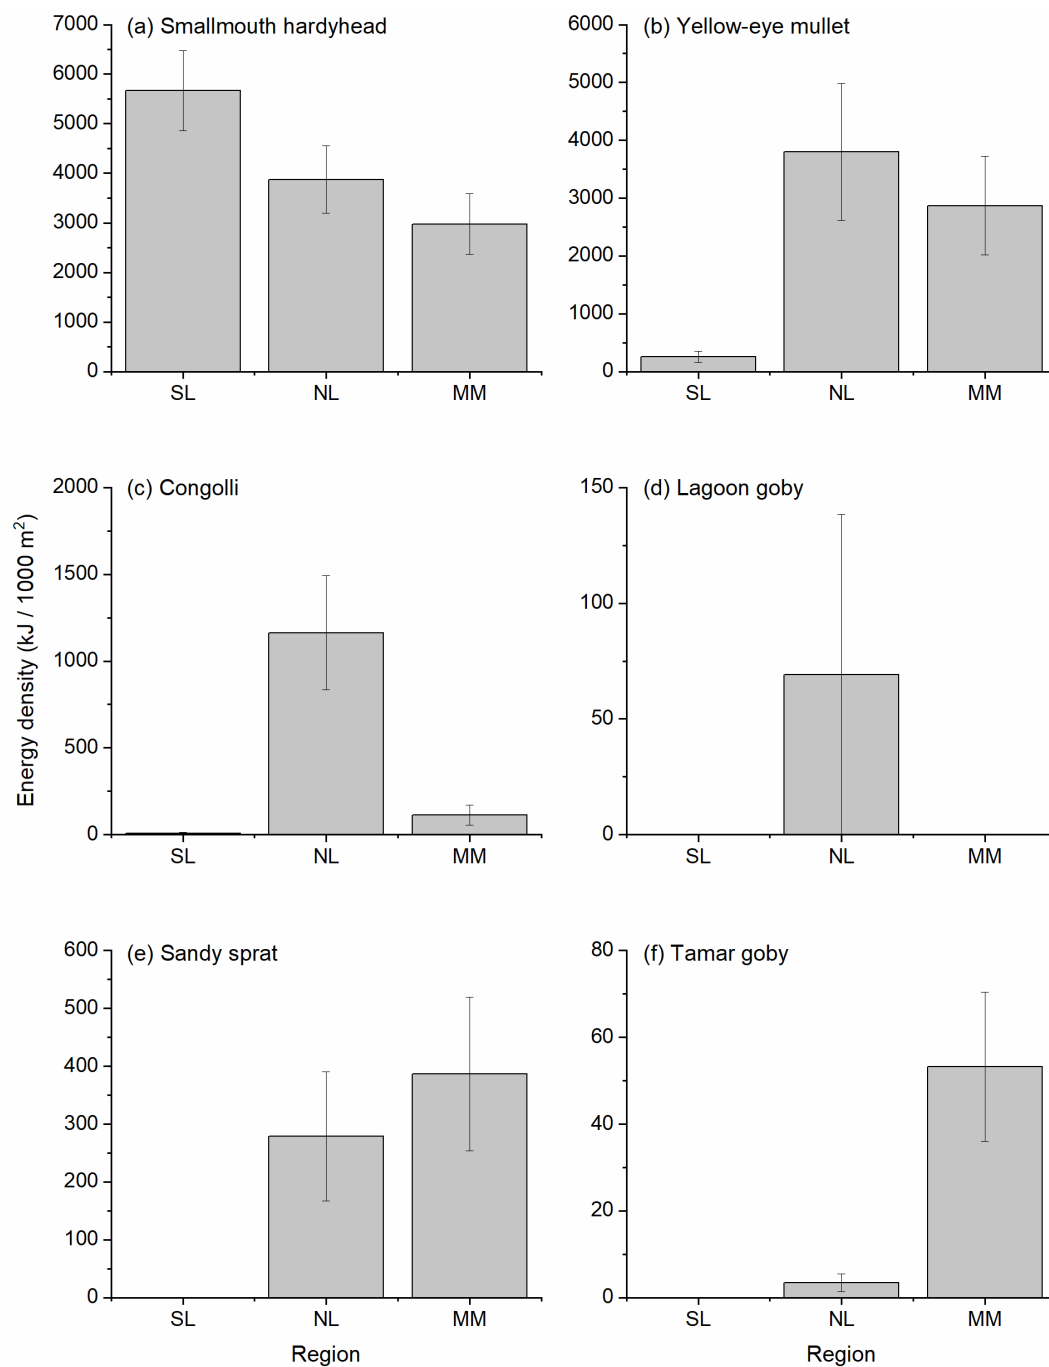 (a) Smallmouth hardyhead
7000
6000
5000
4000
3000
2000
1000
0
SL NL MM
(b) Yellow-eye mullet
6000
5000
4000
3000
2000
1000
0
SL NL MM
Energy density (kJ / 1000 m²)
(c) Congolli
2000
1500
1000
500
0
SL NL MM
(d) Lagoon goby
150
100
50
0
SL NL MM
(e) Sandy sprat
600
500
400
300
200
100
0
SL NL MM
Region
(f) Tamar goby
80
60
40
20
0
SL NL MM
Region